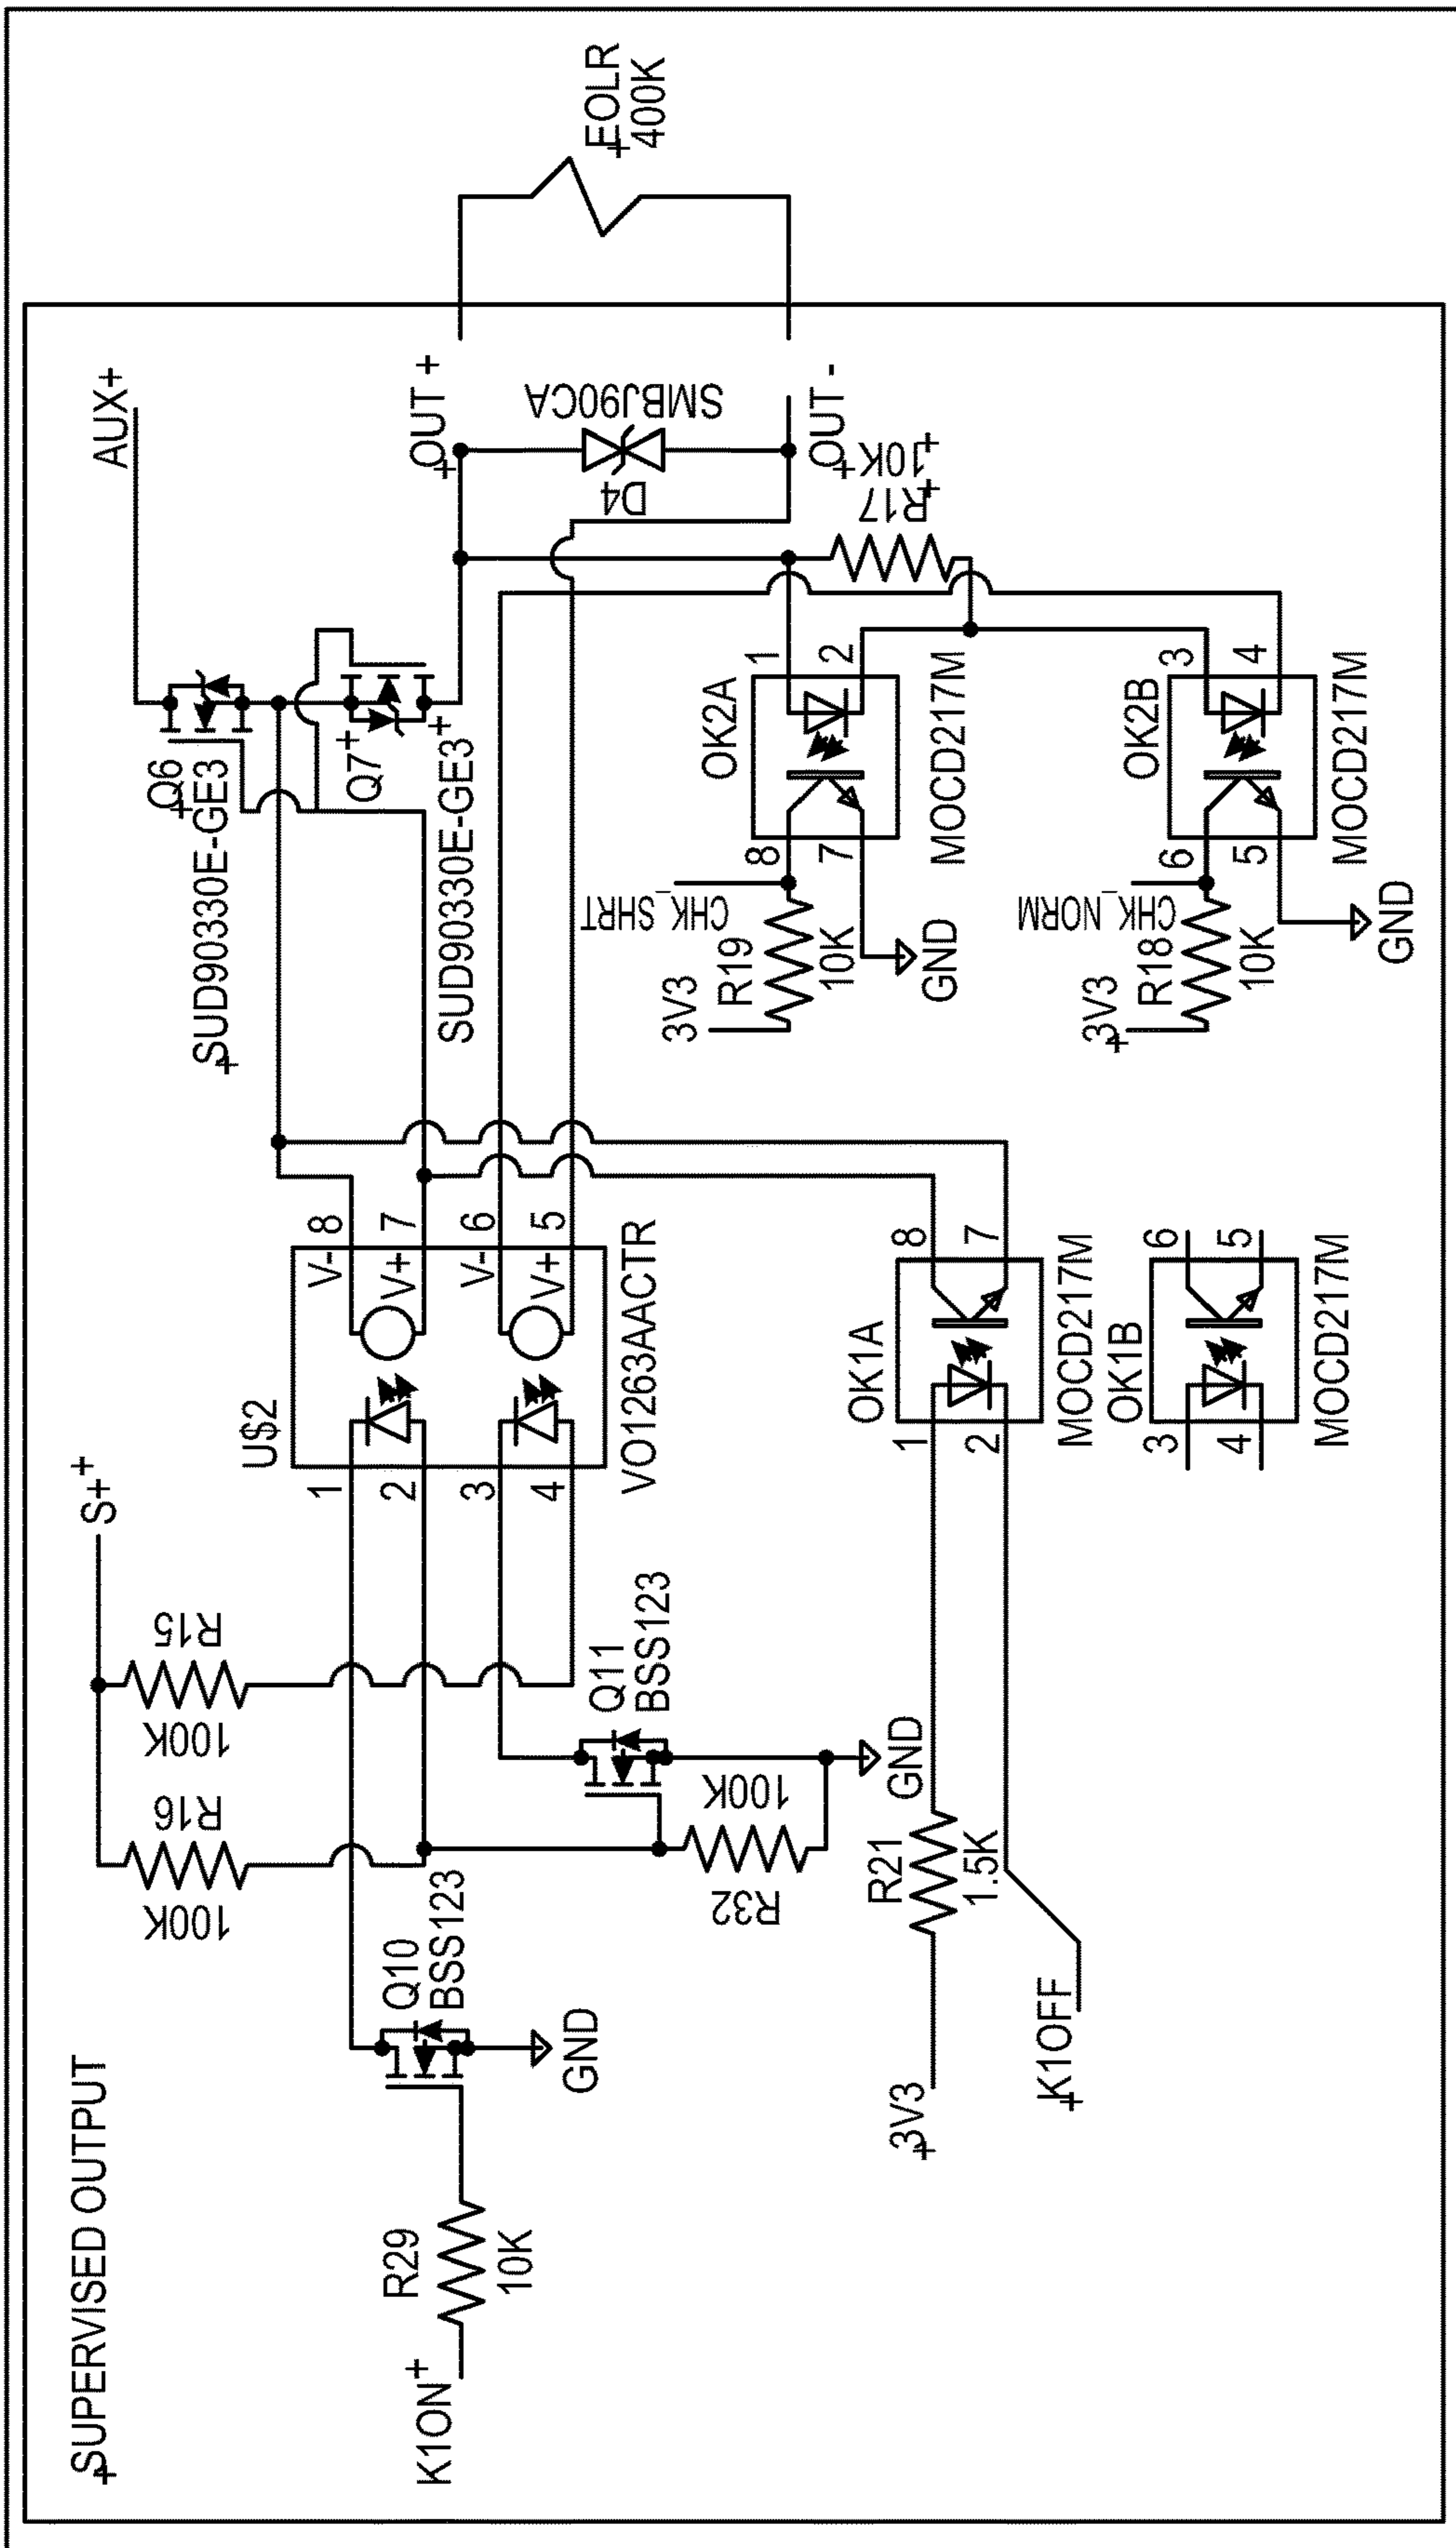 SUPERVISED OUTPUT
K1ON
R29
10K
Q10
BSS123
GND
R16
100K
R15
100K
S+
R32
100K
Q11
BSS123
GND
U$2
1
2
3
4
V-
V+
V-
V+
8
7
6
5
VO1263AACTR
3V3
R21
1.5K
K1OFF
OK1A
1
2
8
7
MOCD217M
OK1B
3
4
6
5
MOCD217M
AUX+
Q6
SUD90330E-GE3
Q7
SUD90330E-GE3
OUT +
D4
SMBJ90CA
OUT -
R17
10K
OK2A
1
2
8
7
MOCD217M
CHK_SHRT
3V3
R19
10K
GND
OK2B
3
4
6
5
MOCD217M
CHK_NORM
3V3
R18
10K
GND
EOLR
400K